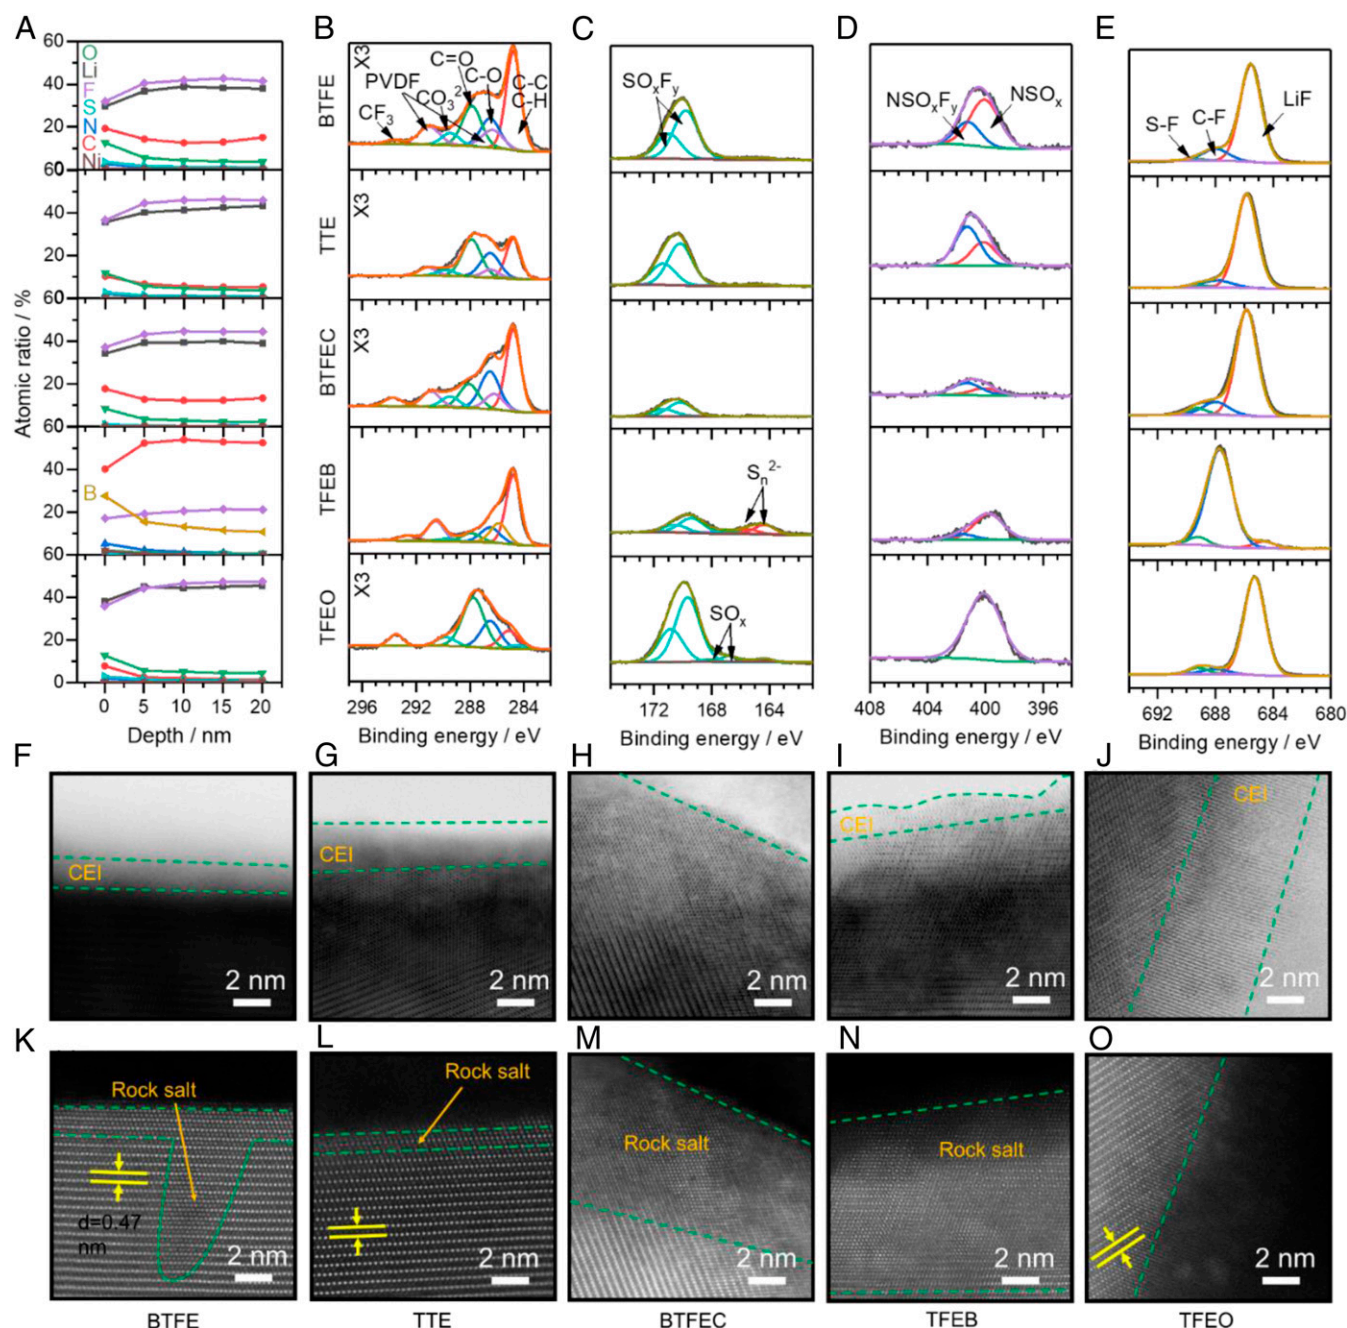 A
B
C
D
E
Atomic ratio / %
60
40
20
0
60
40
20
60
40
20
60
40
20
60
40
20
0
O
Li
F
S
N
C
Ni
B
0 5 10 15 20
Depth / nm
BTFE
TTE
BTFEC
TFEB
TFEO
X3
X3
X3
X3
CF3
PVDF
CO3 2-
C=O
C-O
C-C
C-H
296 292 288 284
Binding energy / eV
SOxFy
Sn 2-
SOx
172 168 164
Binding energy / eV
NSOxFy
NSOx
408 404 400 396
Binding energy / eV
S-F
C-F
LiF
692 688 684 680
Binding energy / eV
F
G
H
I
J
CEI
2 nm
CEI
2 nm
2 nm
CEI
2 nm
CEI
2 nm
K
L
M
N
O
Rock salt
d=0.47
nm
2 nm
Rock salt
2 nm
Rock salt
2 nm
Rock salt
2 nm
2 nm
BTFE
TTE
BTFEC
TFEB
TFEO